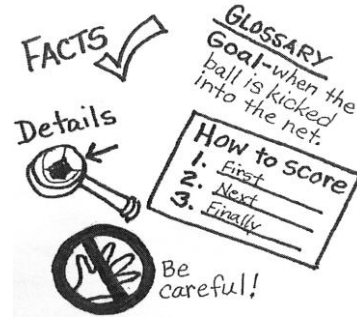 FACTS
GLOSSARY
Goal-when the
ball is kicked
into the net.
Details
How to score
1. First
2. Next
3. Finally
Be
careful!